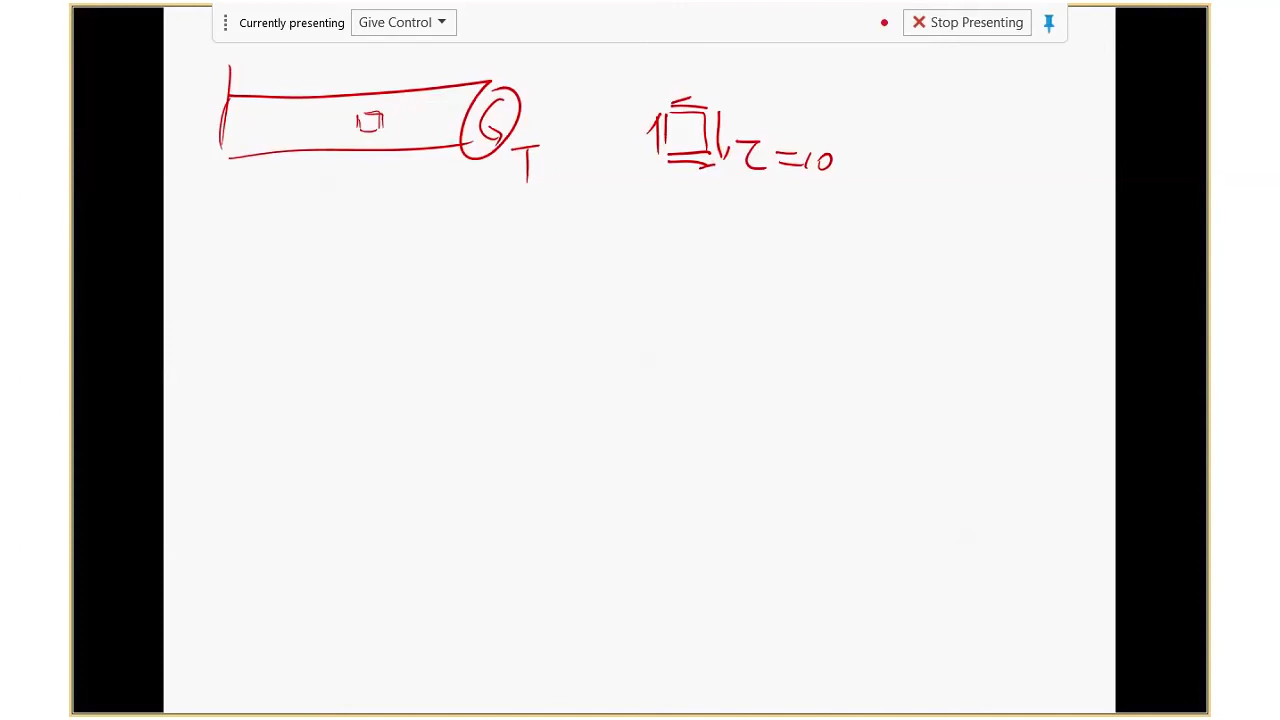 Currently presenting
Give Control
Stop Presenting
T
τ = 10